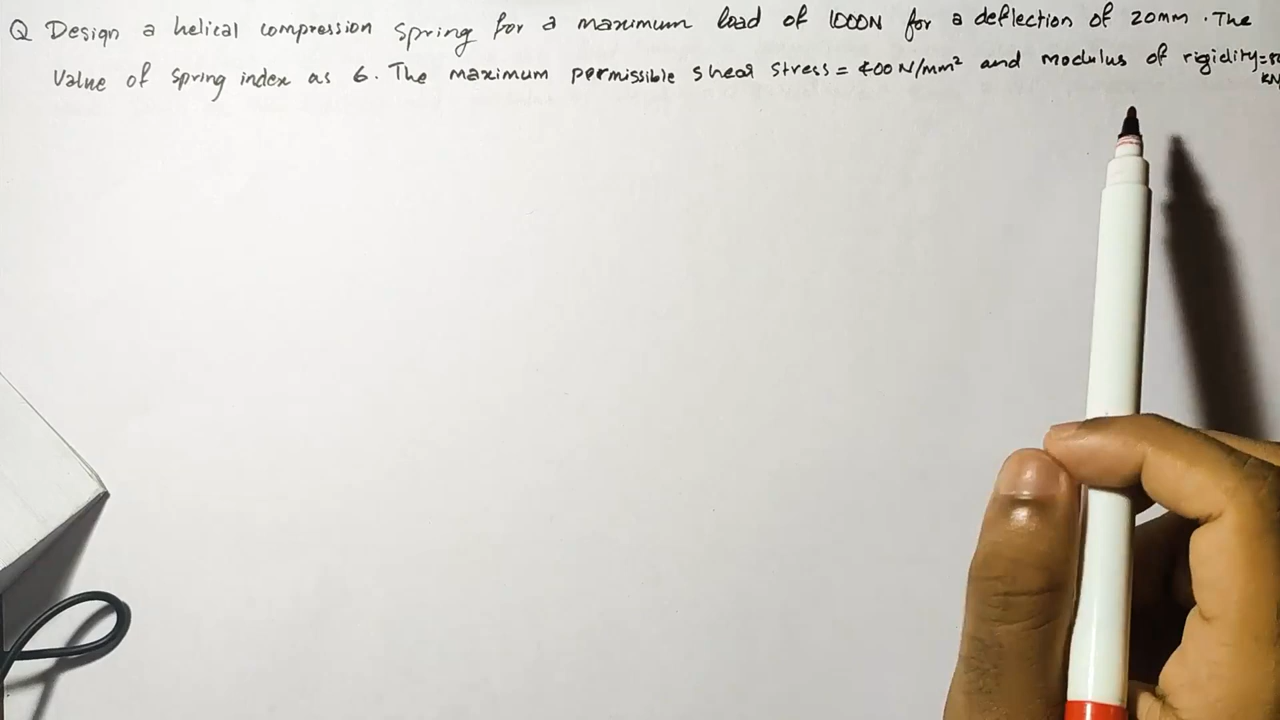 Q Design a helical compression spring for a maximum load of 1000N for a deflection of 20mm. The
Value of spring index as 6. The maximum permissible shear stress = 400 N/mm² and modulus of rigidity =